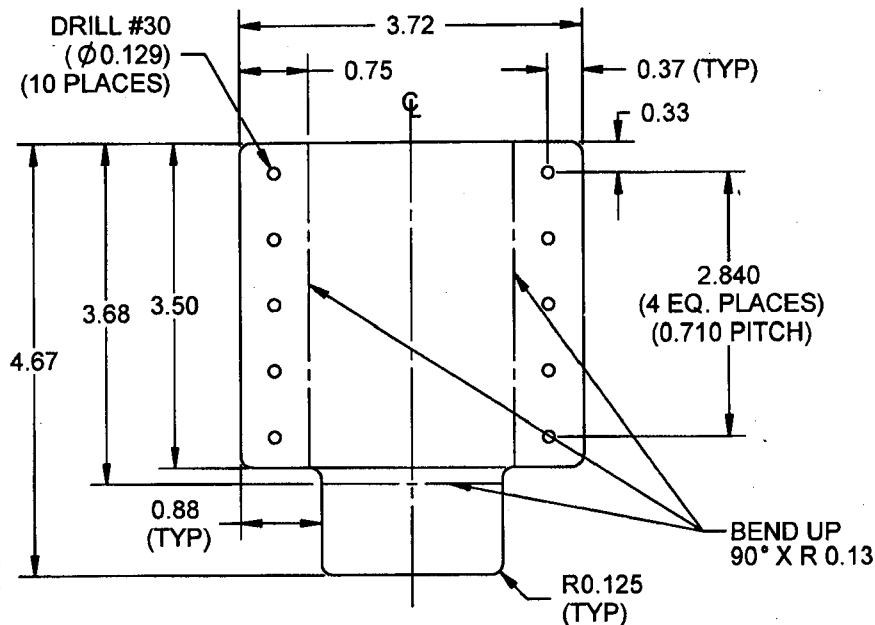 DRILL #30
(Ø0.129)
(10 PLACES)
3.72
0.75
0.37 (TYP)
℄
0.33
2.840
(4 EQ. PLACES)
(0.710 PITCH)
4.67
3.68
3.50
0.88
(TYP)
BEND UP
90° X R 0.13
R0.125
(TYP)